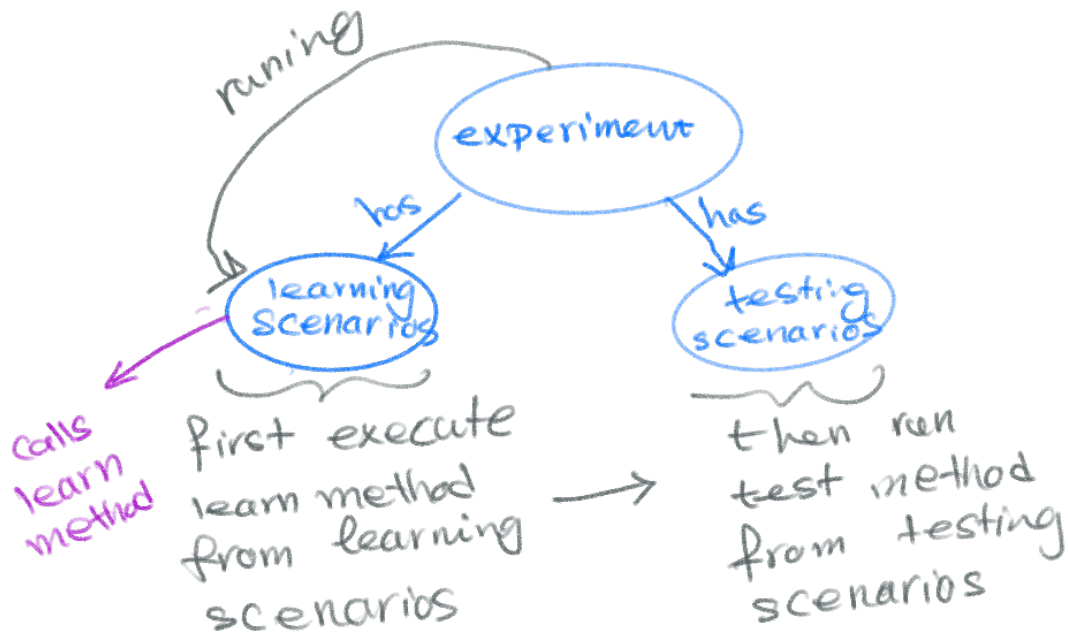 runing
experiment
has
has
learning
scenarios
testing
scenarios
calls
learn
method
first execute
learn method
from learning
scenarios
then run
test method
from testing
scenarios